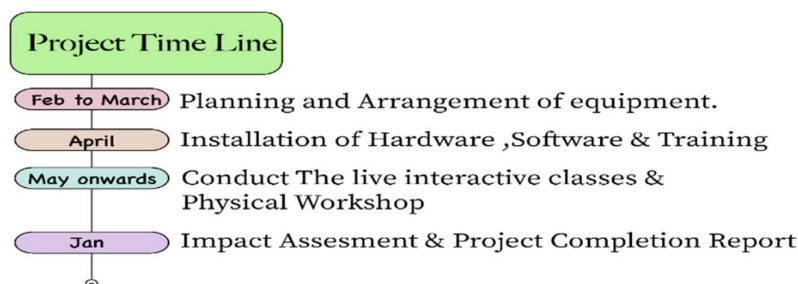 Project Time Line
Feb to March Planning and Arrangement of equipment.
April Installation of Hardware ,Software & Training
May onwards Conduct The live interactive classes &
Physical Workshop
Jan Impact Assesment & Project Completion Report